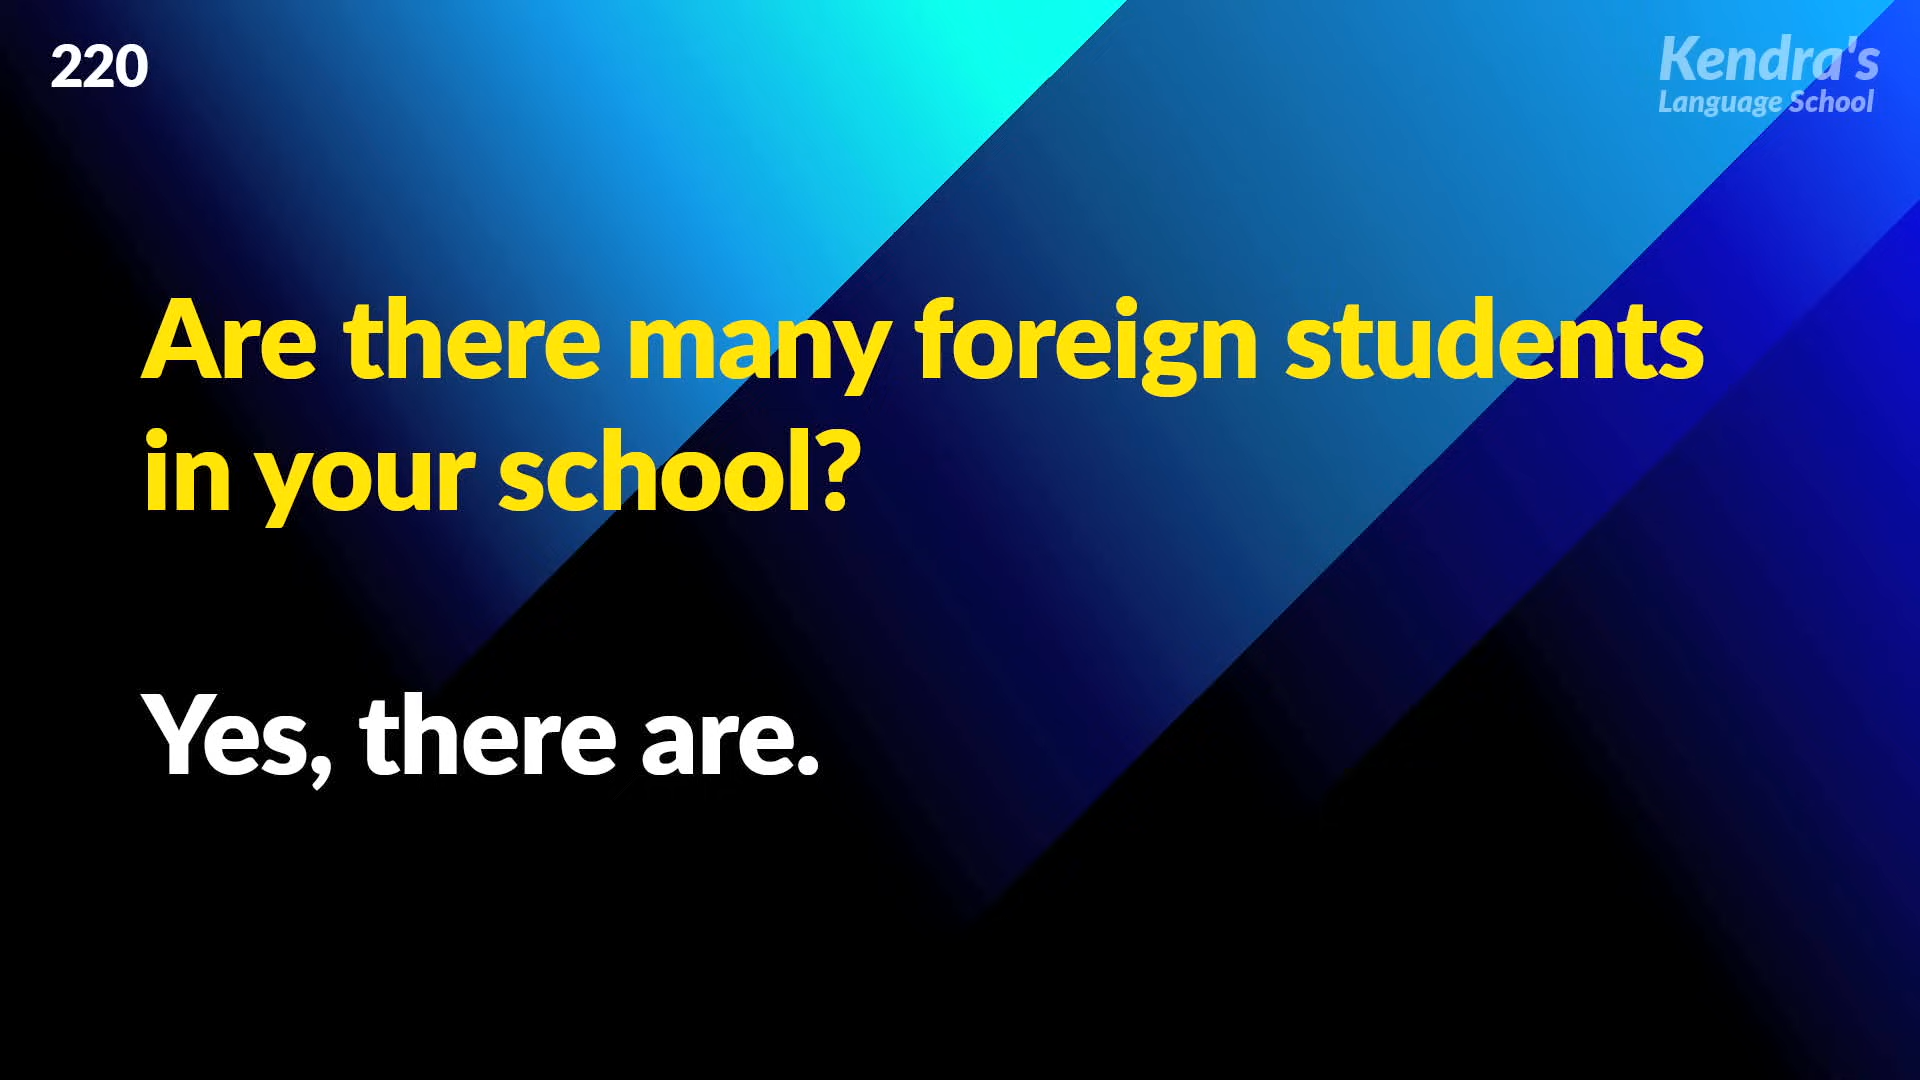 220
Kendra's
Language School
Are there many foreign students
in your school?
Yes, there are.